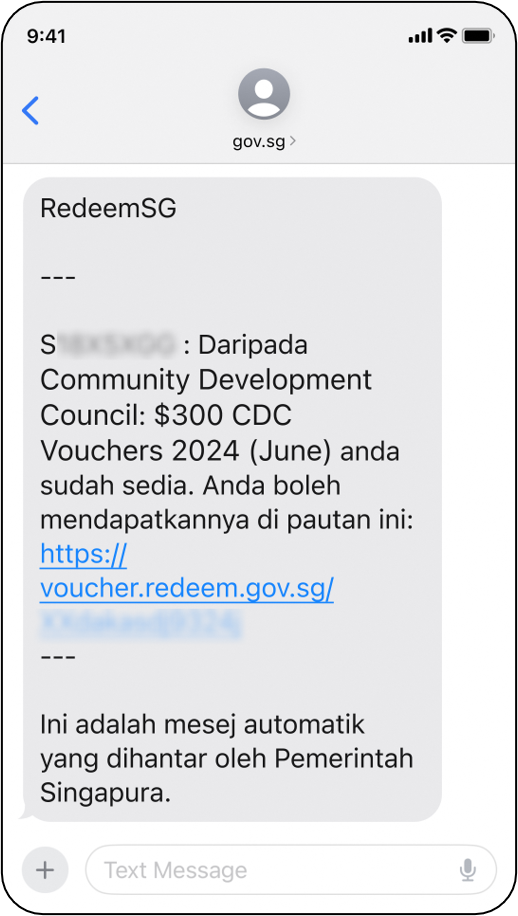 9:41
gov.sg
RedeemSG
---
S : Daripada
Community Development
Council: $300 CDC
Vouchers 2024 (June) anda
sudah sedia. Anda boleh
mendapatkannya di pautan ini:
https://
voucher.redeem.gov.sg/
---
Ini adalah mesej automatik
yang dihantar oleh Pemerintah
Singapura.
Text Message